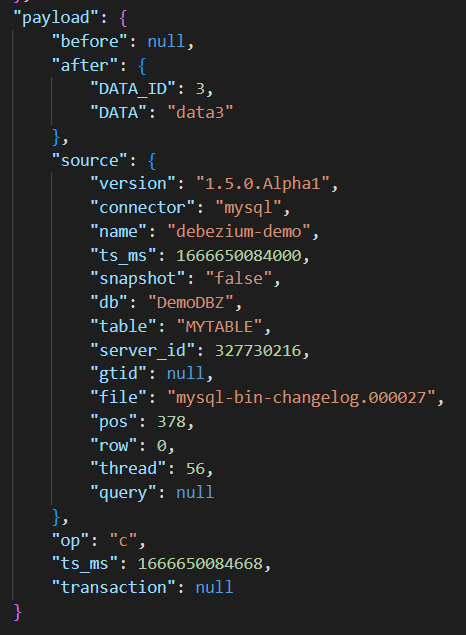 "payload": {
"before": null,
"after": {
"DATA_ID": 3,
"DATA": "data3"
},
"source": {
"version": "1.5.0.Alpha1",
"connector": "mysql",
"name": "debezium-demo",
"ts_ms": 1666650084000,
"snapshot": "false",
"db": "DemoDBZ",
"table": "MYTABLE",
"server_id": 327730216,
"gtid": null,
"file": "mysql-bin-changelog.000027",
"pos": 378,
"row": 0,
"thread": 56,
"query": null
},
"op": "c",
"ts_ms": 1666650084668,
"transaction": null
}